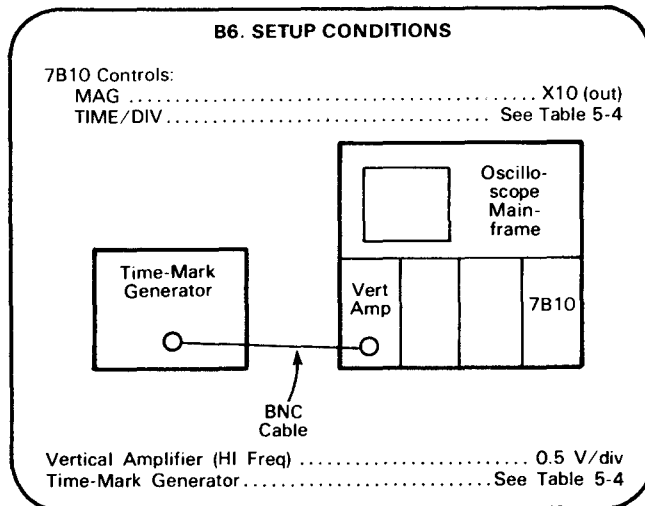 B6. SETUP CONDITIONS
7B10 Controls:
MAG ............................................... X10 (out)
TIME/DIV ....................................... See Table 5-4
Oscillo-
scope
Main-
frame
Time-Mark
Generator
Vert
Amp
7B10
BNC
Cable
Vertical Amplifier (HI Freq) ........................... 0.5 V/div
Time-Mark Generator ............................ See Table 5-4